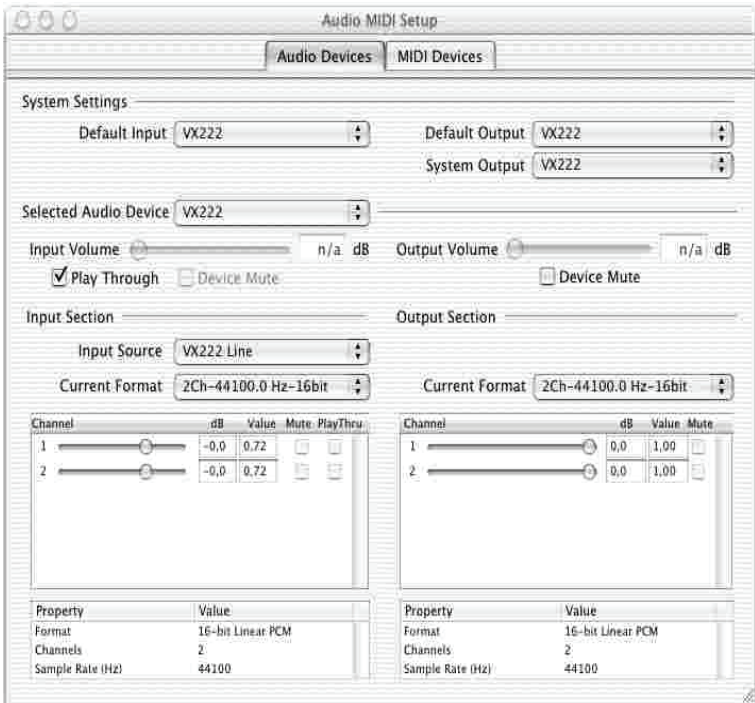 Audio MIDI Setup
Audio Devices MIDI Devices
System Settings
Default Input VX222
Default Output VX222
System Output VX222
Selected Audio Device VX222
Input Volume n/a dB
Output Volume n/a dB
Play Through Device Mute
Device Mute
Input Section
Output Section
Input Source VX222 Line
Current Format 2Ch-44100.0 Hz-16bit
Current Format 2Ch-44100.0 Hz-16bit
Channel dB Value Mute PlayThru
1 -0,0 0,72
2 -0,0 0,72
Channel dB Value Mute
1 0,0 1,00
2 0,0 1,00
Property Value
Format 16-bit Linear PCM
Channels 2
Sample Rate (Hz) 44100
Property Value
Format 16-bit Linear PCM
Channels 2
Sample Rate (Hz) 44100